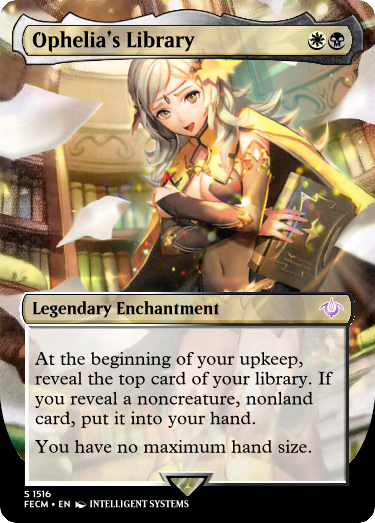 Ophelia's Library
Legendary Enchantment
At the beginning of your upkeep,
reveal the top card of your library. If
you reveal a noncreature, nonland
card, put it into your hand.
You have no maximum hand size.
S 1516
FECM • EN INTELLIGENT SYSTEMS